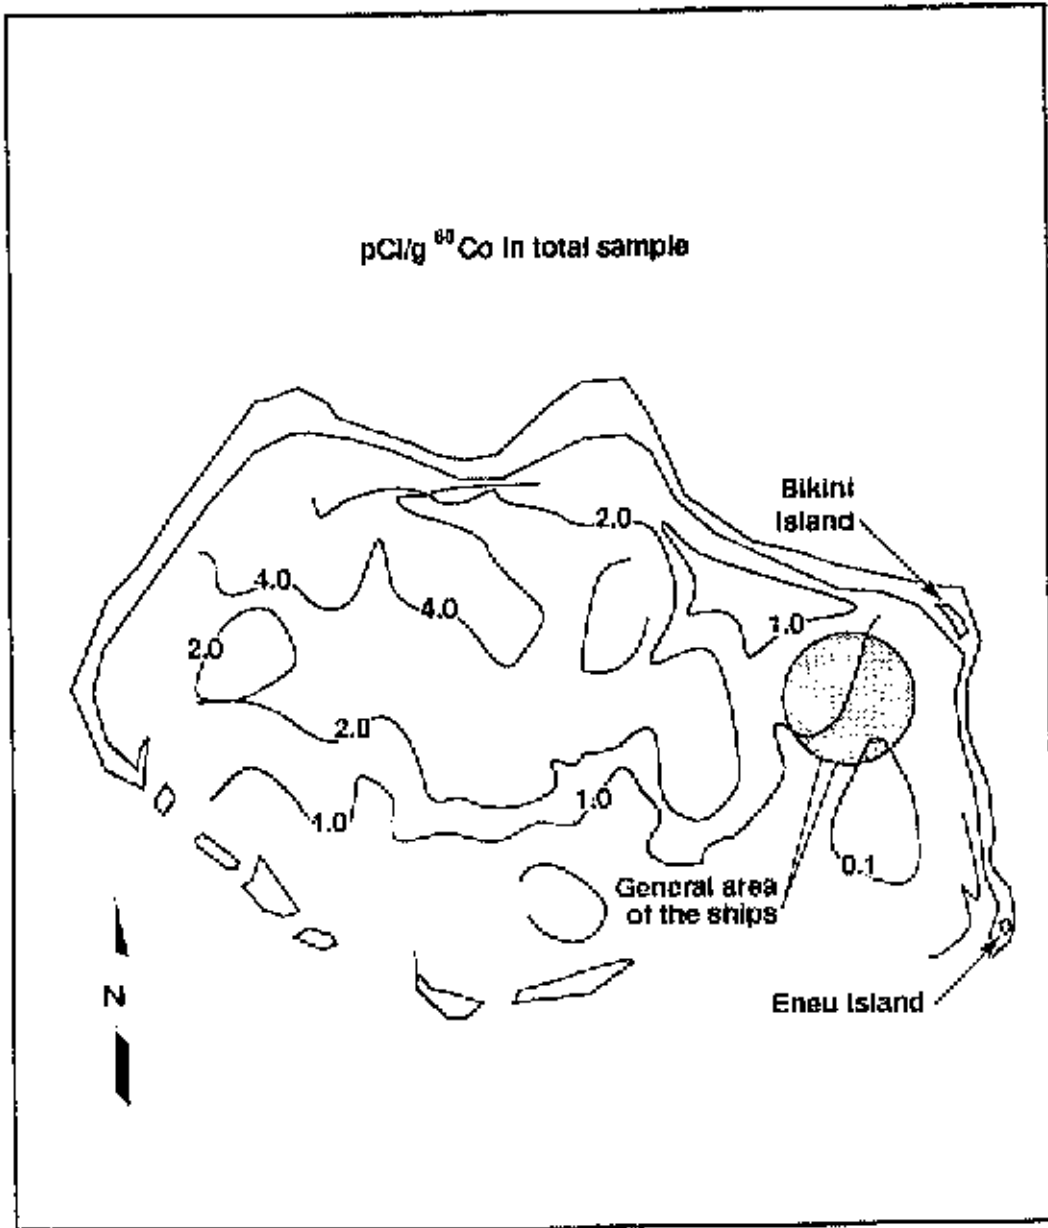 pCi/g ⁶⁰Co in total sample
Bikini
Island
2.0
4.0
4.0
1.0
2.0
2.0
1.0
1.0
0.1
General area
of the ships
N
Eneu Island